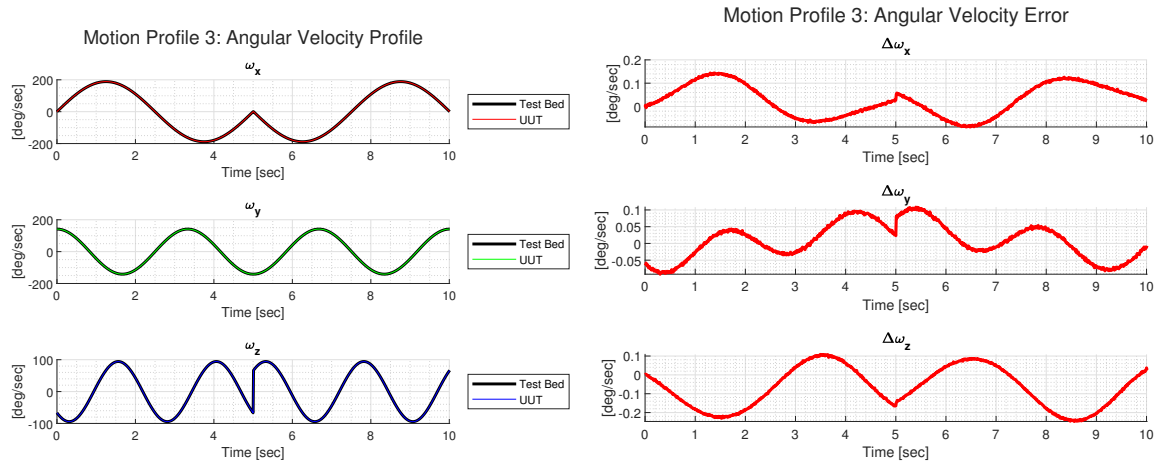 Motion Profile 3: Angular Velocity Profile
ω_x
[deg/sec]
200
0
-200
0 2 4 6 8 10
Time [sec]
Test Bed
UUT
ω_y
[deg/sec]
200
0
-200
0 2 4 6 8 10
Time [sec]
Test Bed
UUT
ω_z
[deg/sec]
100
0
-100
0 2 4 6 8 10
Time [sec]
Test Bed
UUT
Motion Profile 3: Angular Velocity Error
Δω_x
[deg/sec]
0.2
0.1
0
0 1 2 3 4 5 6 7 8 9 10
Time [sec]
Δω_y
[deg/sec]
0.1
0.05
0
-0.05
0 1 2 3 4 5 6 7 8 9 10
Time [sec]
Δω_z
[deg/sec]
0.1
0
-0.1
-0.2
0 1 2 3 4 5 6 7 8 9 10
Time [sec]